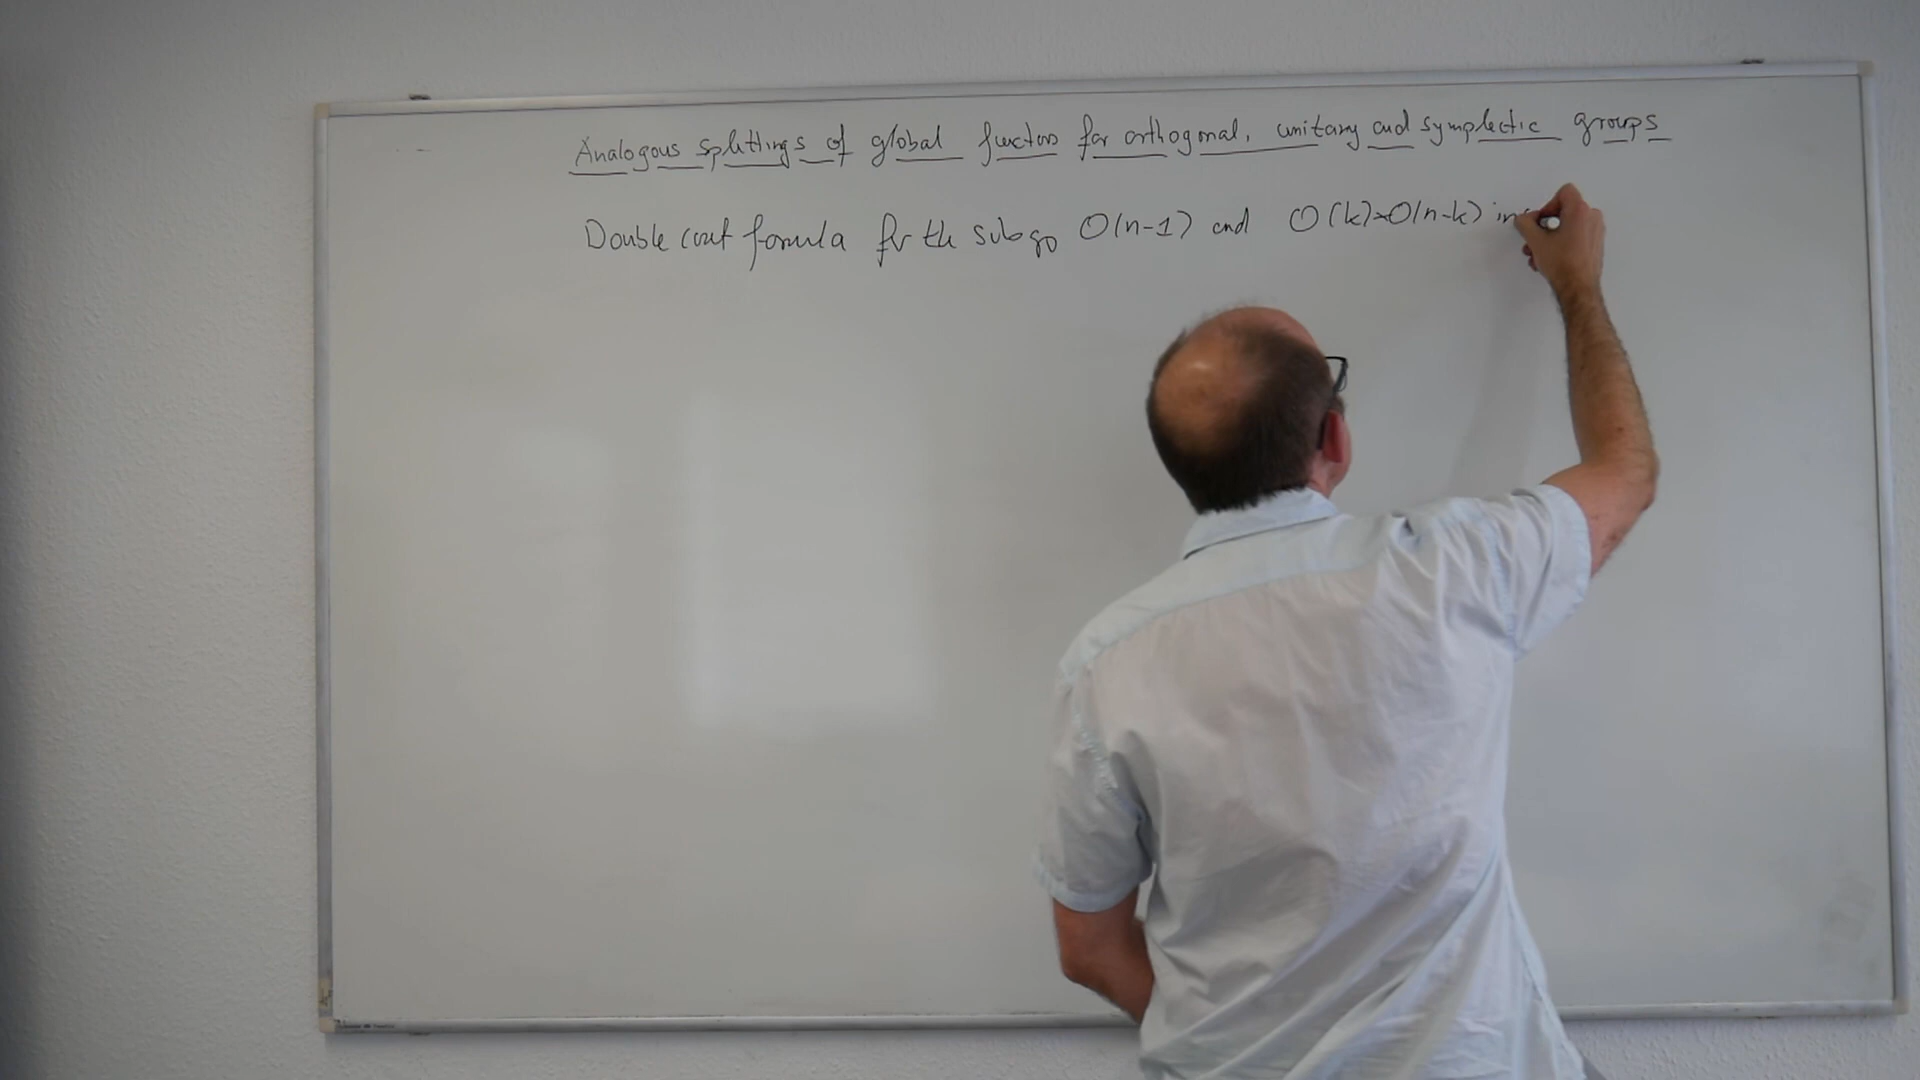 Analogous splittings of global functors for orthogonal, unitary and symplectic groups
Double coset formula for the subgp O(n-1) and O(k)×O(n-k) in